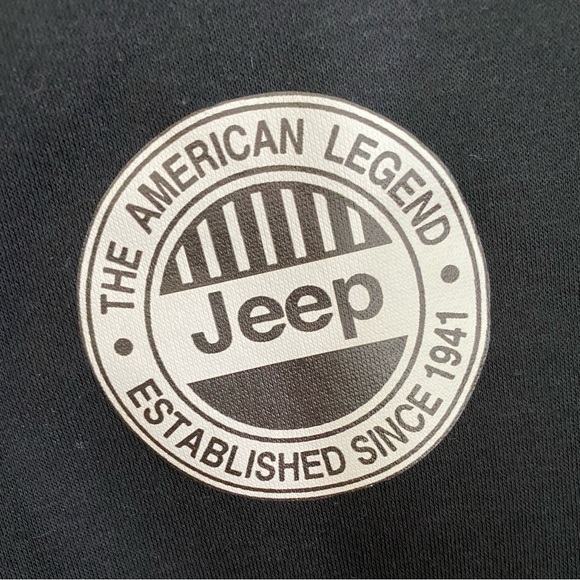 THE AMERICAN LEGEND
Jeep
ESTABLISHED SINCE 1941